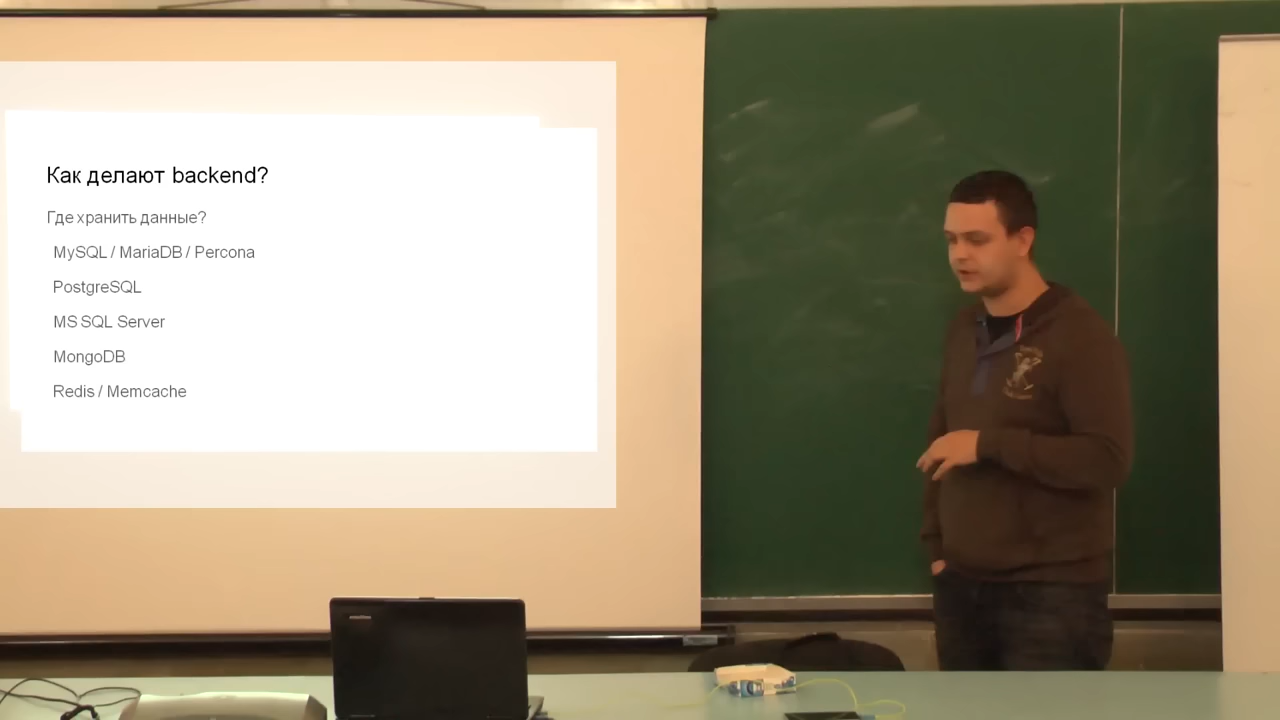 Как делают backend?
Где хранить данные?
MySQL / MariaDB / Percona
PostgreSQL
MS SQL Server
MongoDB
Redis / Memcache